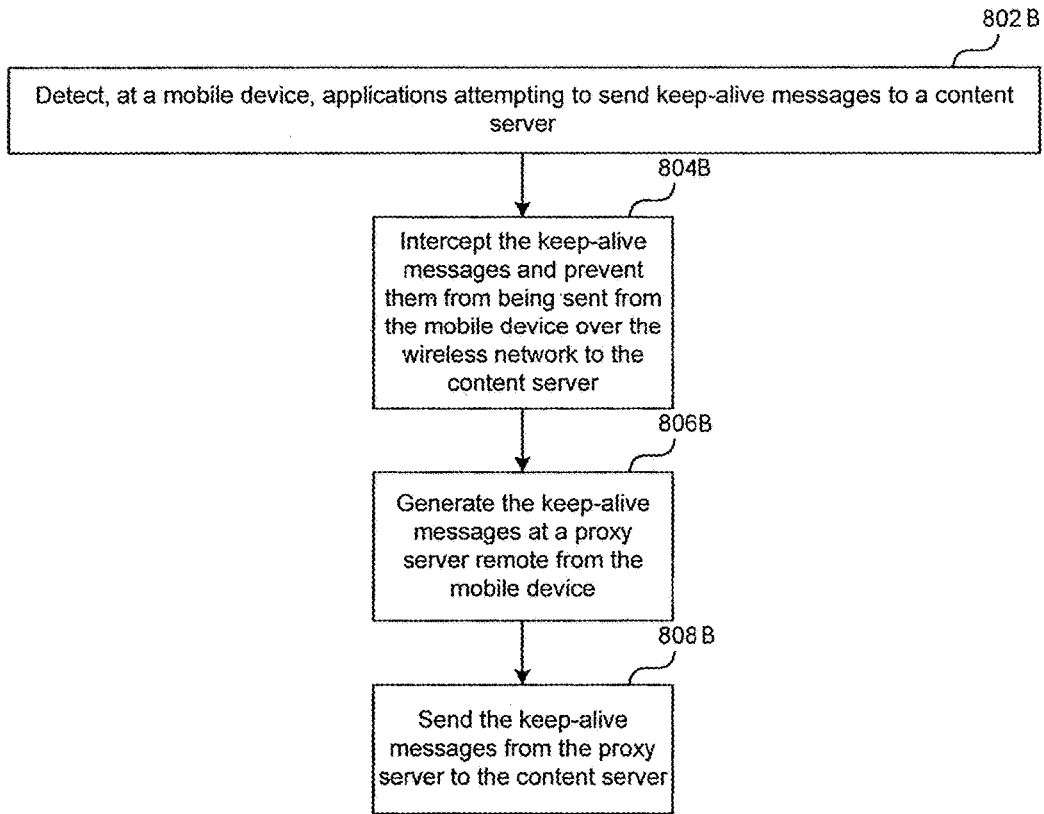 802B
Detect, at a mobile device, applications attempting to send keep-alive messages to a content
server
804B
Intercept the keep-alive
messages and prevent
them from being sent from
the mobile device over the
wireless network to the
content server
806B
Generate the keep-alive
messages at a proxy
server remote from the
mobile device
808B
Send the keep-alive
messages from the proxy
server to the content server